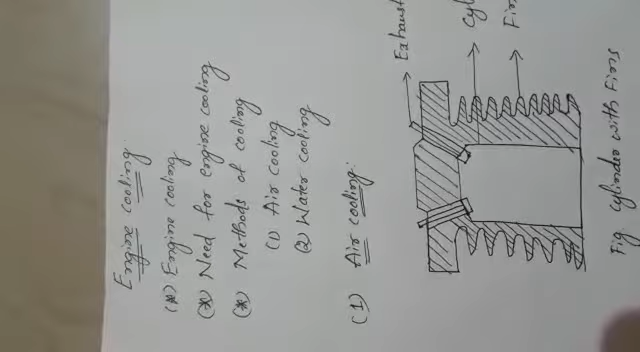 Engine cooling:
(*) Engine cooling
(*) Need for engine cooling
(*) Methods of cooling
(1) Air cooling
(2) Water cooling
(1) Air cooling:
Exhaust
Fig Cylinder with Fins